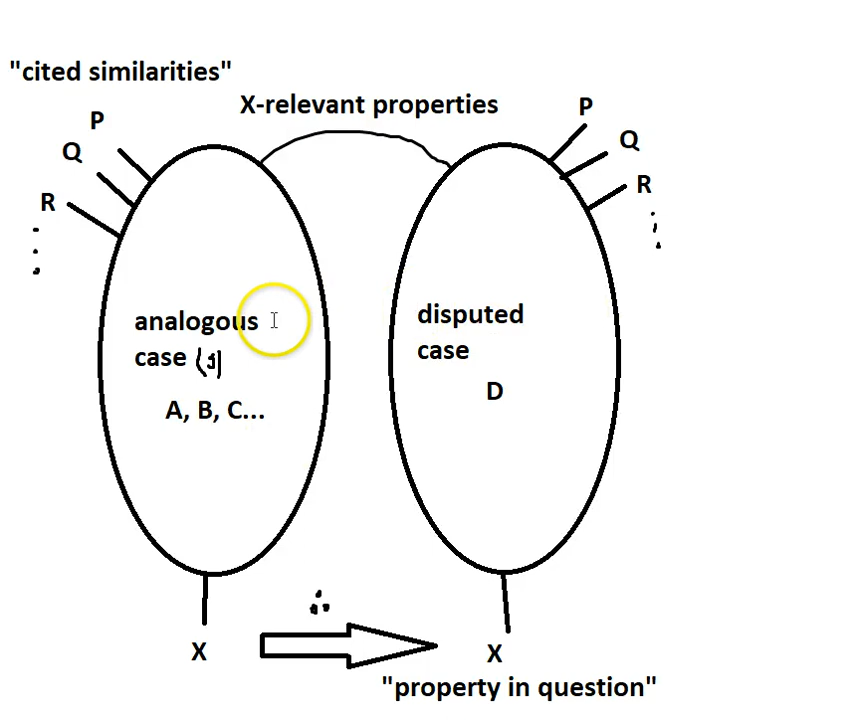 "cited similarities"
X-relevant properties
P
Q
R
P
Q
R
analogous
case (s)
A, B, C...
disputed
case
D
X
∴
X
"property in question"